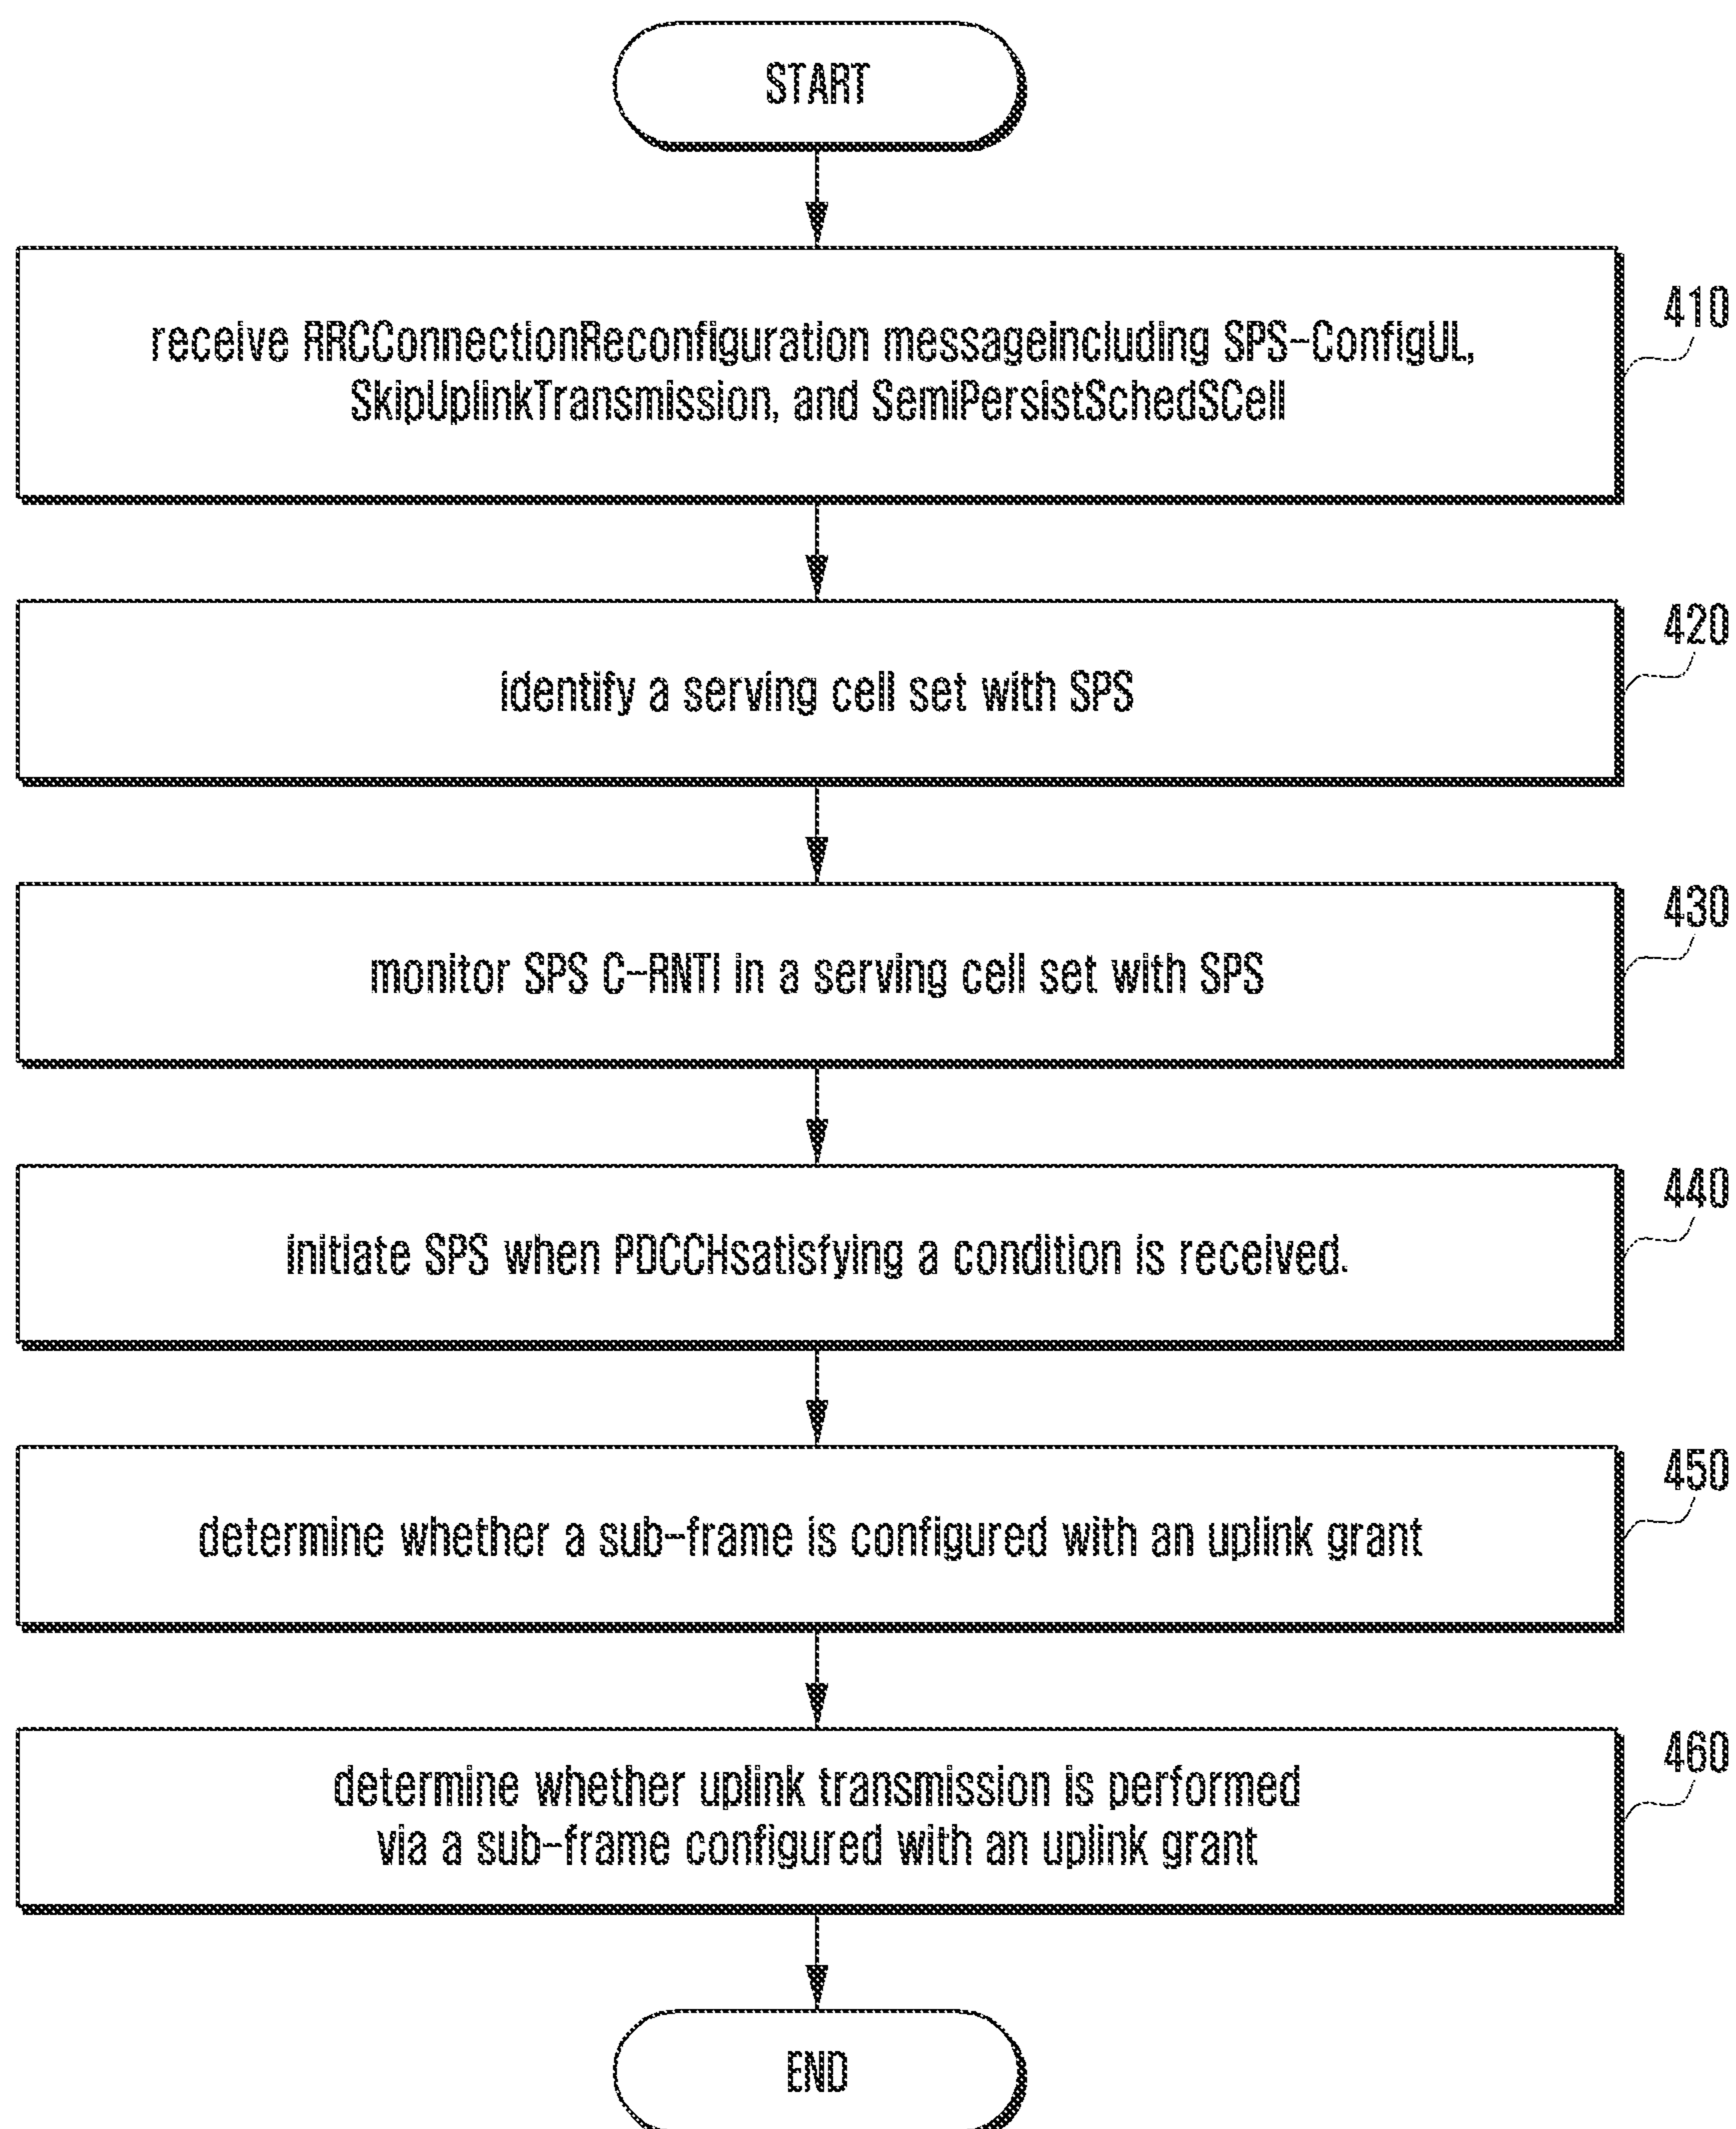 START
receive RRCConnectionReconfiguration messageincluding SPS-ConfigUL,
SkipUplinkTransmission, and SemiPersistSchedSCell
410
identify a serving cell set with SPS
420
monitor SPS C-RNTI in a serving cell set with SPS
430
initiate SPS when PDCCHsatisfying a condition is received.
440
determine whether a sub-frame is configured with an uplink grant
450
determine whether uplink transmission is performed
via a sub-frame configured with an uplink grant
460
END